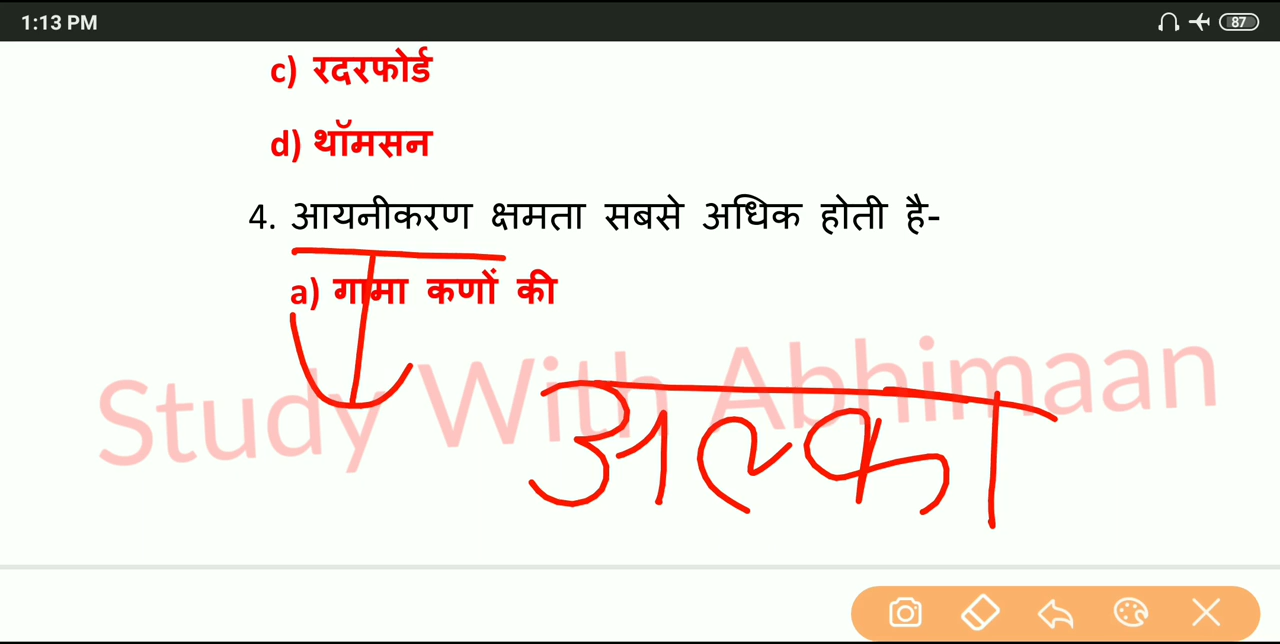 1:13 PM
87
c) रदरफोर्ड
d) थॉमसन
4. आयनीकरण क्षमता सबसे अधिक होती है-
a) गामा कणों की
Study With Abhimaan
अल्का